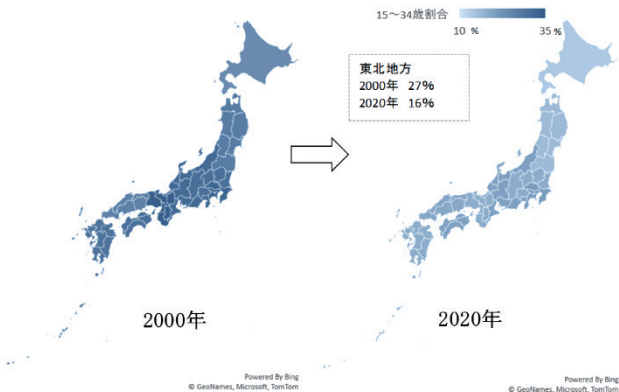 15～34歳割合
10 %
35 %
東北地方
2000年 27%
2020年 16%
2000年
2020年
Powered By Bing
© GeoNames, Microsoft, TomTom
Powered By Bing
© GeoNames, Microsoft, TomTom